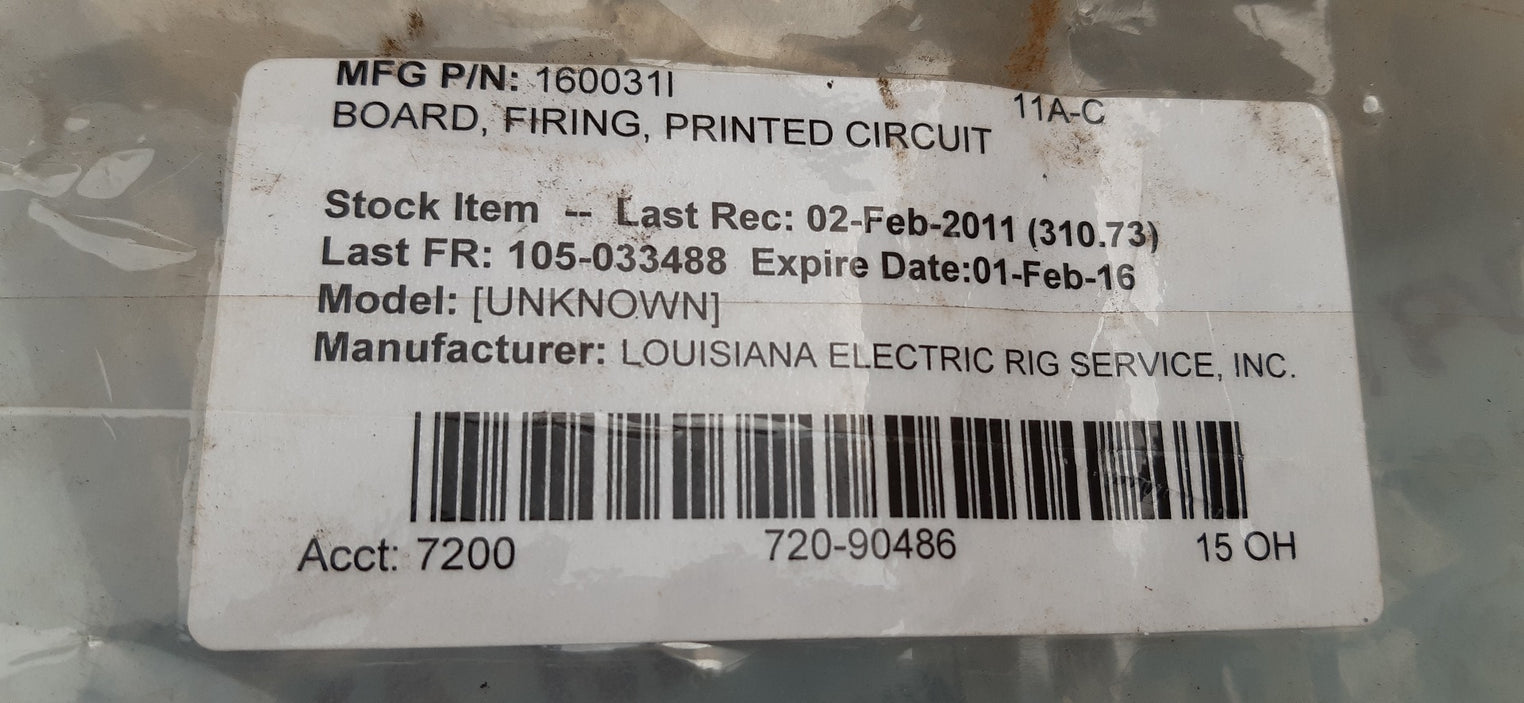 MFG P/N: 160031I
11A-C
BOARD, FIRING, PRINTED CIRCUIT
Stock Item -- Last Rec: 02-Feb-2011 (310.73)
Last FR: 105-033488 Expire Date:01-Feb-16
Model: [UNKNOWN]
Manufacturer: LOUISIANA ELECTRIC RIG SERVICE, INC.
Acct: 7200 720-90486 15 OH